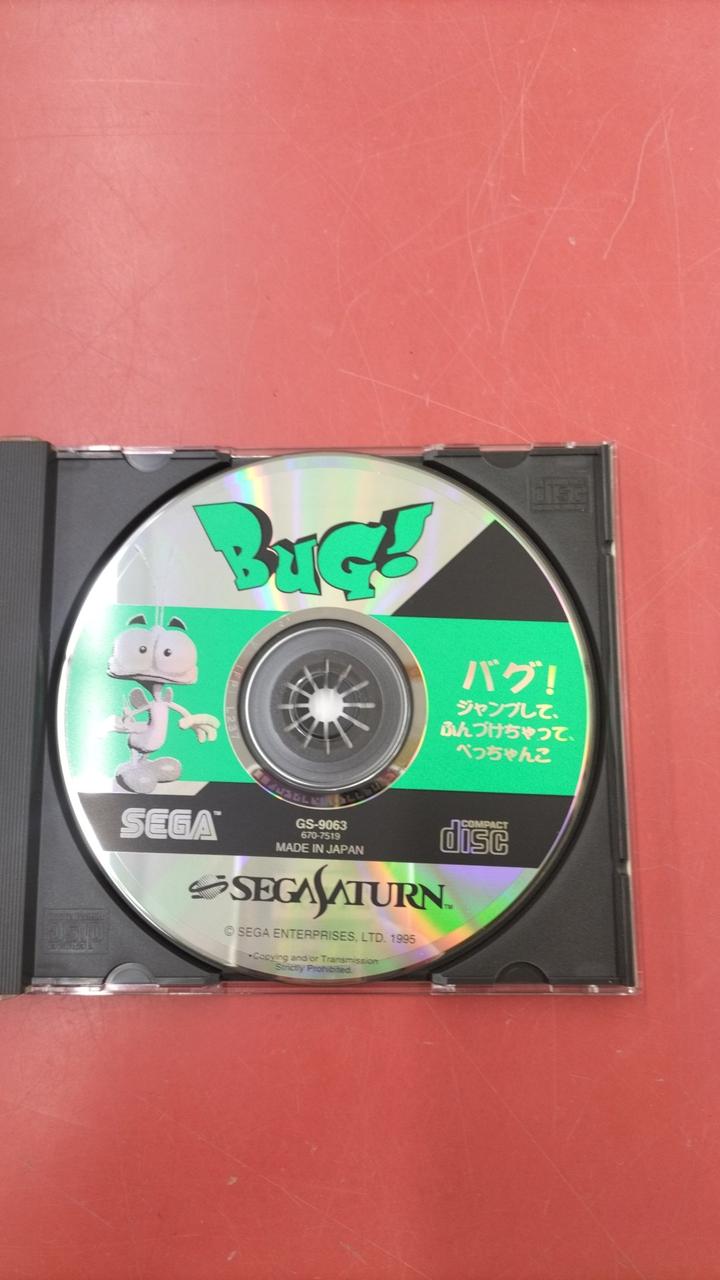 BUG!
バグ!
ジャンプして、
ふんづけちゃって、
ぺっちゃんこ
SEGA™
GS-9063
670-7519
MADE IN JAPAN
COMPACT
disc
SEGA SATURN™
© SEGA ENTERPRISES, LTD. 1995
•Copying and/or Transmission
Strictly Prohibited.